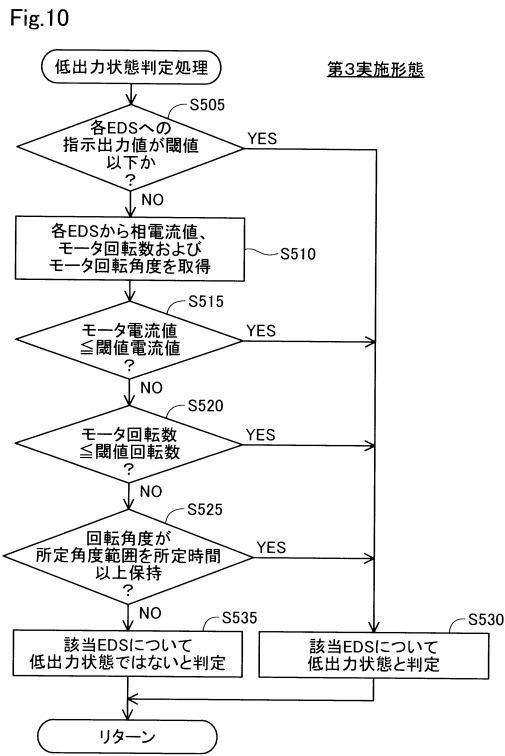 Fig.10
低出力状態判定処理
第3実施形態
S505
各EDSへの
指示出力値が閾値
以下か
?
YES
NO
各EDSから相電流値、
モータ回転数および
モータ回転角度を取得
S510
S515
モータ電流値
≦閾値電流値
?
YES
NO
S520
モータ回転数
≦閾値回転数
?
YES
NO
S525
回転角度が
所定角度範囲を所定時間
以上保持
?
YES
NO
S535
該当EDSについて
低出力状態ではないと判定
S530
該当EDSについて
低出力状態と判定
リターン